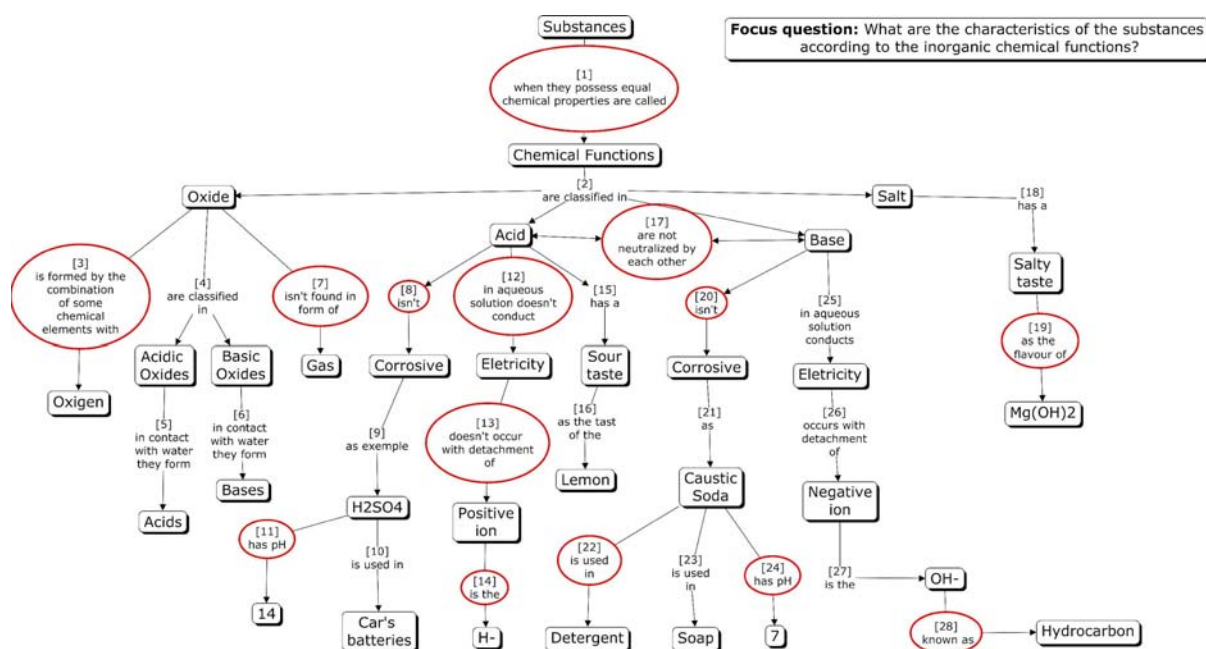 Substances
Focus question: What are the characteristics of the substances
according to the inorganic chemical functions?
[1]
when they possess equal
chemical properties are called
Chemical Functions
[2]
are classified in
Oxide
Salt
[18]
has a
Acid
[17]
are not
neutralized by
each other
Base
[3]
is formed by the
combination
of some
chemical
elements with
[4]
are classified
in
[7]
isn't found in
form of
[8]
isn't
[12]
in aqueous
solution doesn't
conduct
[15]
has a
[20]
isn't
[25]
in aqueous
solution
conducts
Salty
taste
[19]
as the
flavour of
Oxigen
Acidic
Oxides
Basic
Oxides
Gas
Corrosive
Eletricity
Sour
taste
Corrosive
Eletricity
Mg(OH)2
[5]
in contact
with water
they form
[6]
in contact
with water
they form
[9]
as exemple
[13]
doesn't occur
with detachment
of
[16]
as the tast
of the
[21]
as
[26]
occurs with
detachment
of
Acids
Bases
H2SO4
Positive
ion
Lemon
Caustic
Soda
Negative
ion
[11]
has pH
[10]
is used in
[14]
is the
[22]
is used
in
[23]
is used
in
[24]
has pH
[27]
is the
OH-
14
Car's
batteries
H-
Detergent
Soap
7
[28]
known as
Hydrocarbon